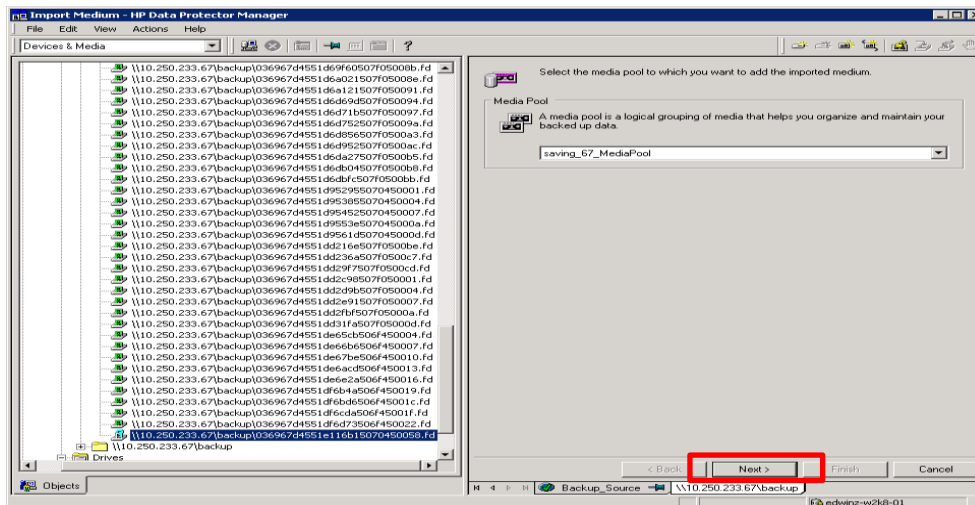 Import Medium - HP Data Protector Manager
File Edit View Actions Help
Devices & Media
\\10.250.233.67\backup\036967d4551d69f60507f05008b.fd
\\10.250.233.67\backup\036967d4551d6a021507f05008e.fd
\\10.250.233.67\backup\036967d4551d6a121507f050091.fd
\\10.250.233.67\backup\036967d4551d6d69d507f050094.fd
\\10.250.233.67\backup\036967d4551d6d71b507f050097.fd
\\10.250.233.67\backup\036967d4551d6d752507f05009a.fd
\\10.250.233.67\backup\036967d4551d6d856507f0500a3.fd
\\10.250.233.67\backup\036967d4551d6d952507f0500ac.fd
\\10.250.233.67\backup\036967d4551d6da27507f0500b5.fd
\\10.250.233.67\backup\036967d4551d6db04507f0500b8.fd
\\10.250.233.67\backup\036967d4551d6dbfc507f0500bb.fd
\\10.250.233.67\backup\036967d4551d952955070450001.fd
\\10.250.233.67\backup\036967d4551d953855070450004.fd
\\10.250.233.67\backup\036967d4551d954525070450007.fd
\\10.250.233.67\backup\036967d4551d9553e507045000a.fd
\\10.250.233.67\backup\036967d4551d9561d507045000d.fd
\\10.250.233.67\backup\036967d4551dd216e507f0500be.fd
\\10.250.233.67\backup\036967d4551dd236a507f0500c7.fd
\\10.250.233.67\backup\036967d4551dd29f7507f0500cd.fd
\\10.250.233.67\backup\036967d4551dd2c98507f050001.fd
\\10.250.233.67\backup\036967d4551dd2d9b507f050004.fd
\\10.250.233.67\backup\036967d4551dd2e91507f050007.fd
\\10.250.233.67\backup\036967d4551dd2fbf507f05000a.fd
\\10.250.233.67\backup\036967d4551dd31fa507f05000d.fd
\\10.250.233.67\backup\036967d4551de65cb506f450004.fd
\\10.250.233.67\backup\036967d4551de66b6506f450007.fd
\\10.250.233.67\backup\036967d4551de67be506f450010.fd
\\10.250.233.67\backup\036967d4551de6acd506f450013.fd
\\10.250.233.67\backup\036967d4551de6e2a506f450016.fd
\\10.250.233.67\backup\036967d4551df6b4a506f450019.fd
\\10.250.233.67\backup\036967d4551df6bd6506f45001c.fd
\\10.250.233.67\backup\036967d4551df6cda506f45001f.fd
\\10.250.233.67\backup\036967d4551df6d73506f450022.fd
\\10.250.233.67\backup\036967d4551e116b15070450058.fd
\\10.250.233.67\backup
Drives
Objects
Select the media pool to which you want to add the imported medium.
Media Pool
A media pool is a logical grouping of media that helps you organize and maintain your
backed up data.
saving_67_MediaPool
< Back Next > Finish Cancel
Backup_Source \\10.250.233.67\backup
edwinz-w2k8-01